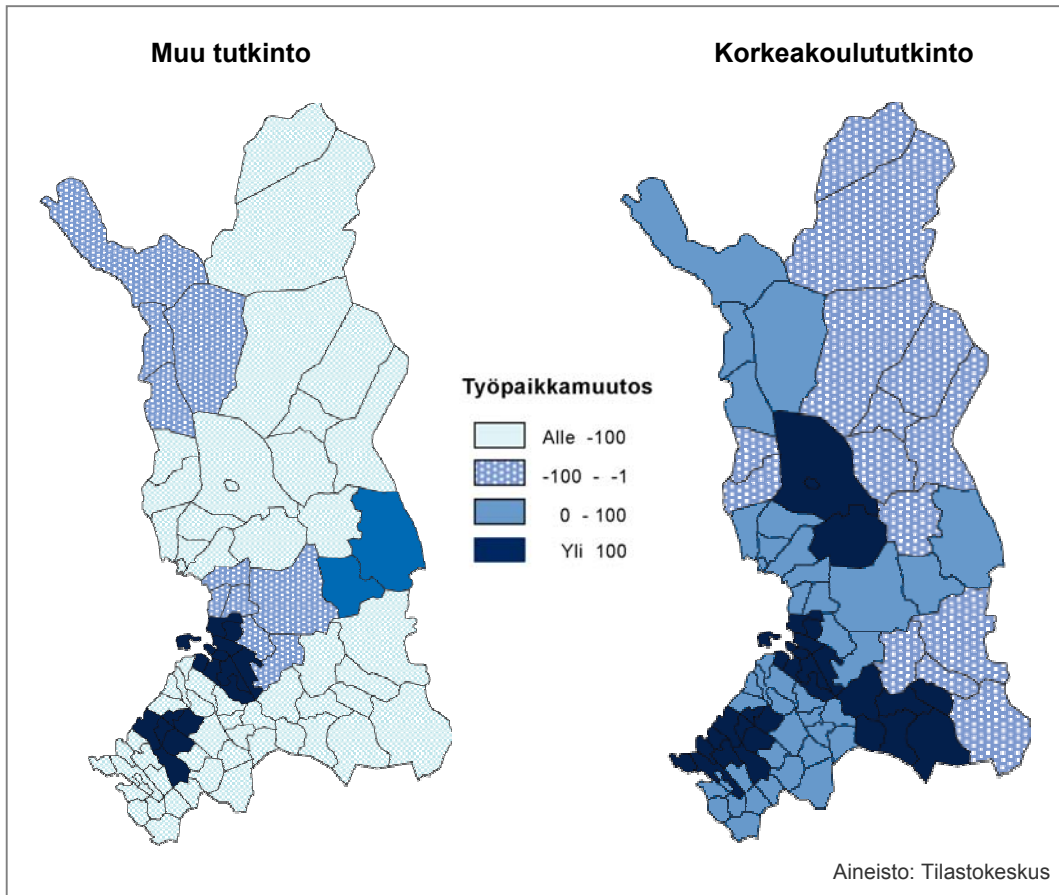 Muu tutkinto
Korkeakoulututkinto
Työpaikkamuutos
Alle -100
-100 - -1
0 - 100
Yli 100
Aineisto: Tilastokeskus